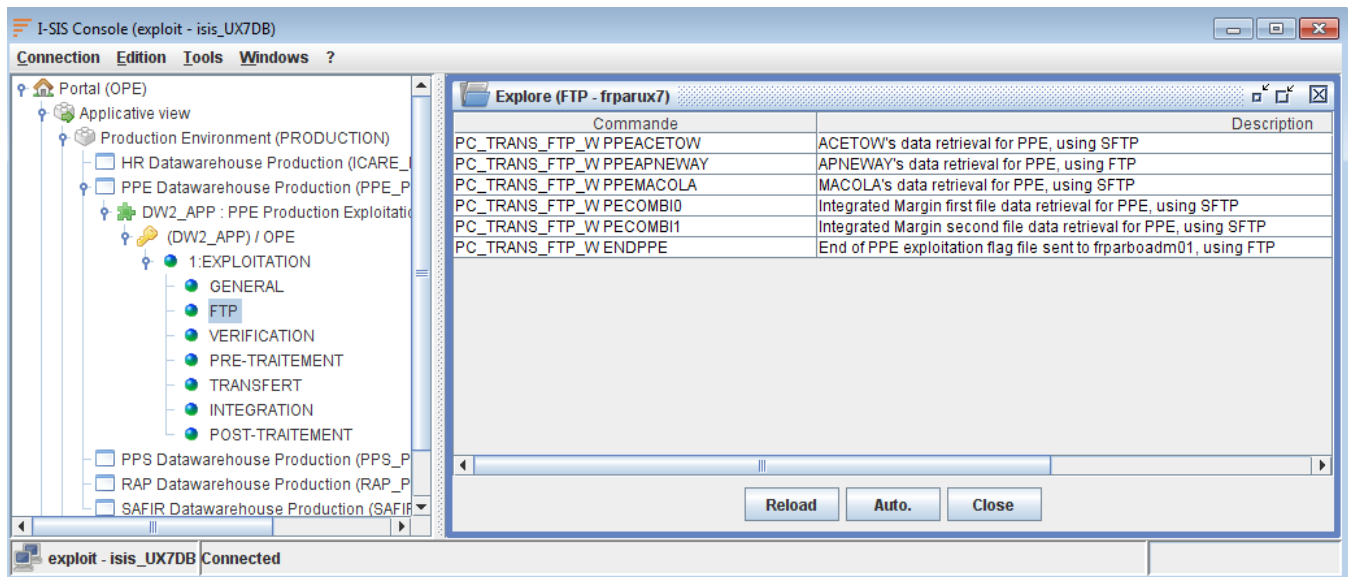 I-SIS Console (exploit - isis_UX7DB)
Connection Edition Tools Windows ?
Portal (OPE)
Applicative view
Production Environment (PRODUCTION)
HR Datawarehouse Production (ICARE_
PPE Datawarehouse Production (PPE_P
DW2_APP : PPE Production Exploitatio
(DW2_APP) / OPE
1:EXPLOITATION
GENERAL
FTP
VERIFICATION
PRE-TRAITEMENT
TRANSFERT
INTEGRATION
POST-TRAITEMENT
PPS Datawarehouse Production (PPS_P
RAP Datawarehouse Production (RAP_P
SAFIR Datawarehouse Production (SAFIF
Explore (FTP - frparux7)
Commande Description
PC_TRANS_FTP_W PPEACETOW ACETOW's data retrieval for PPE, using SFTP
PC_TRANS_FTP_W PPEAPNEWAY APNEWAY's data retrieval for PPE, using FTP
PC_TRANS_FTP_W PPEMACOLA MACOLA's data retrieval for PPE, using SFTP
PC_TRANS_FTP_W PECOMBI0 Integrated Margin first file data retrieval for PPE, using SFTP
PC_TRANS_FTP_W PECOMBI1 Integrated Margin second file data retrieval for PPE, using SFTP
PC_TRANS_FTP_W ENDPPE End of PPE exploitation flag file sent to frparboadm01, using FTP
Reload Auto. Close
exploit - isis_UX7DB Connected